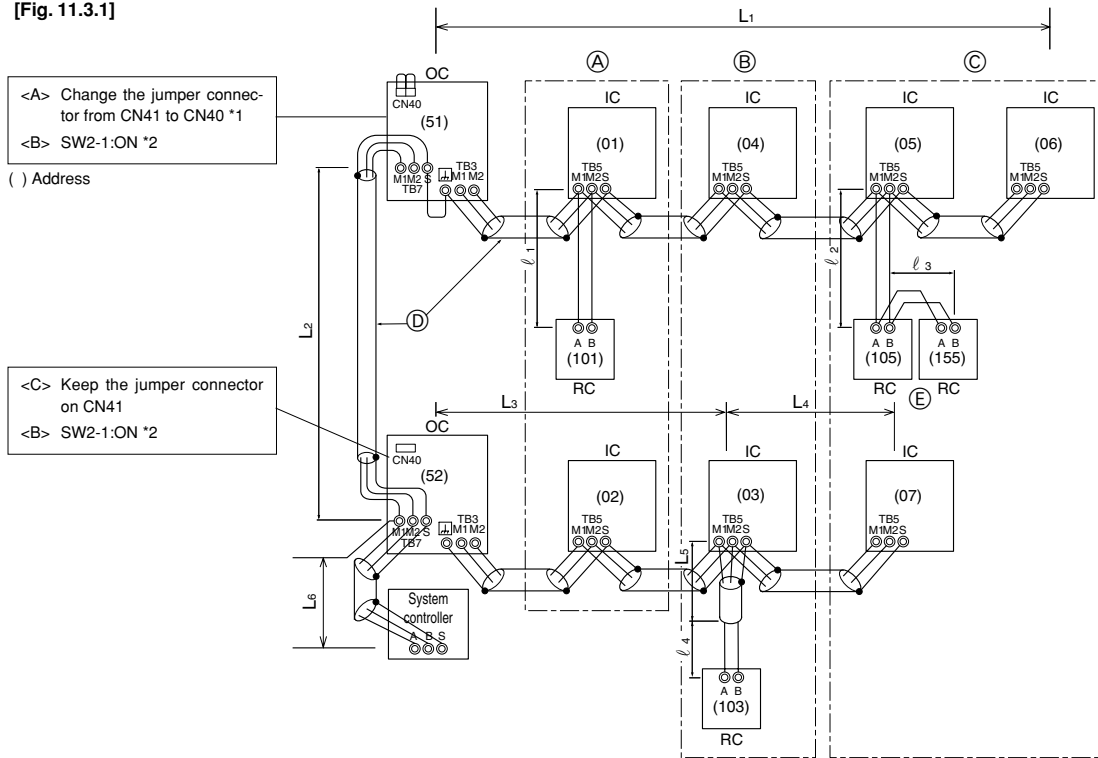 [Fig. 11.3.1]
L1
A
B
C
<A> Change the jumper connec-
tor from CN41 to CN40 *1
<B> SW2-1:ON *2
( ) Address
OC
CN40
(51)
TB3
M1M2 S
M1 M2
TB7
IC
(01)
TB5
M1M2S
IC
(04)
TB5
M1M2S
IC
(05)
TB5
M1M2S
IC
(06)
TB5
M1M2S
L2
D
ℓ1
ℓ2
ℓ3
A B
(101)
RC
A B
(105)
RC
A B
(155)
RC
E
<C> Keep the jumper connector
on CN41
<B> SW2-1:ON *2
L3
L4
OC
CN40
(52)
TB3
M1M2 S
M1 M2
TB7
IC
(02)
TB5
M1M2S
IC
(03)
TB5
M1M2S
IC
(07)
TB5
M1M2S
L5
L6
System
controller
A B S
ℓ4
A B
(103)
RC